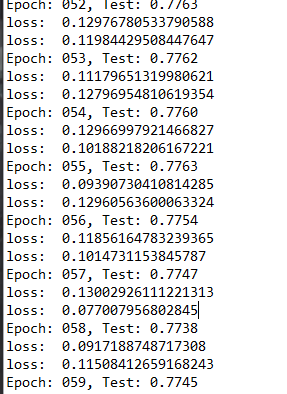 Epoch: 052, Test: 0.7763
loss:  0.12976780533790588
loss:  0.11984429508447647
Epoch: 053, Test: 0.7762
loss:  0.11179651319980621
loss:  0.12796954810619354
Epoch: 054, Test: 0.7760
loss:  0.12966997921466827
loss:  0.10188218206167221
Epoch: 055, Test: 0.7763
loss:  0.09390730410814285
loss:  0.12960563600063324
Epoch: 056, Test: 0.7754
loss:  0.11856164783239365
loss:  0.1014731153845787
Epoch: 057, Test: 0.7747
loss:  0.13002926111221313
loss:  0.077007956802845
Epoch: 058, Test: 0.7738
loss:  0.0917188748717308
loss:  0.11508412659168243
Epoch: 059, Test: 0.7745